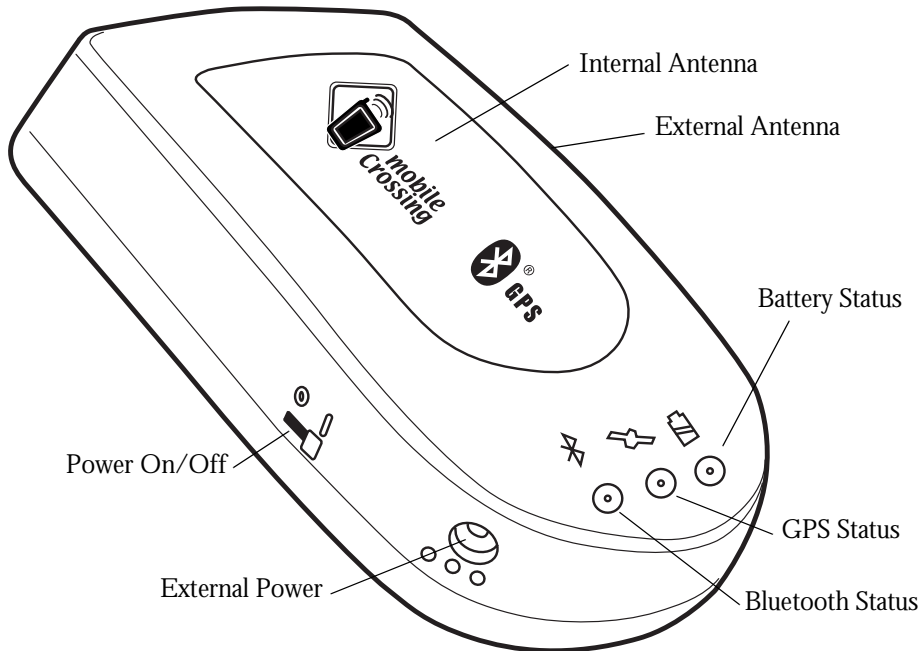 Internal Antenna
External Antenna
mobile
Crossing
®
GPS
Battery Status
Power On/Off
GPS Status
External Power
Bluetooth Status